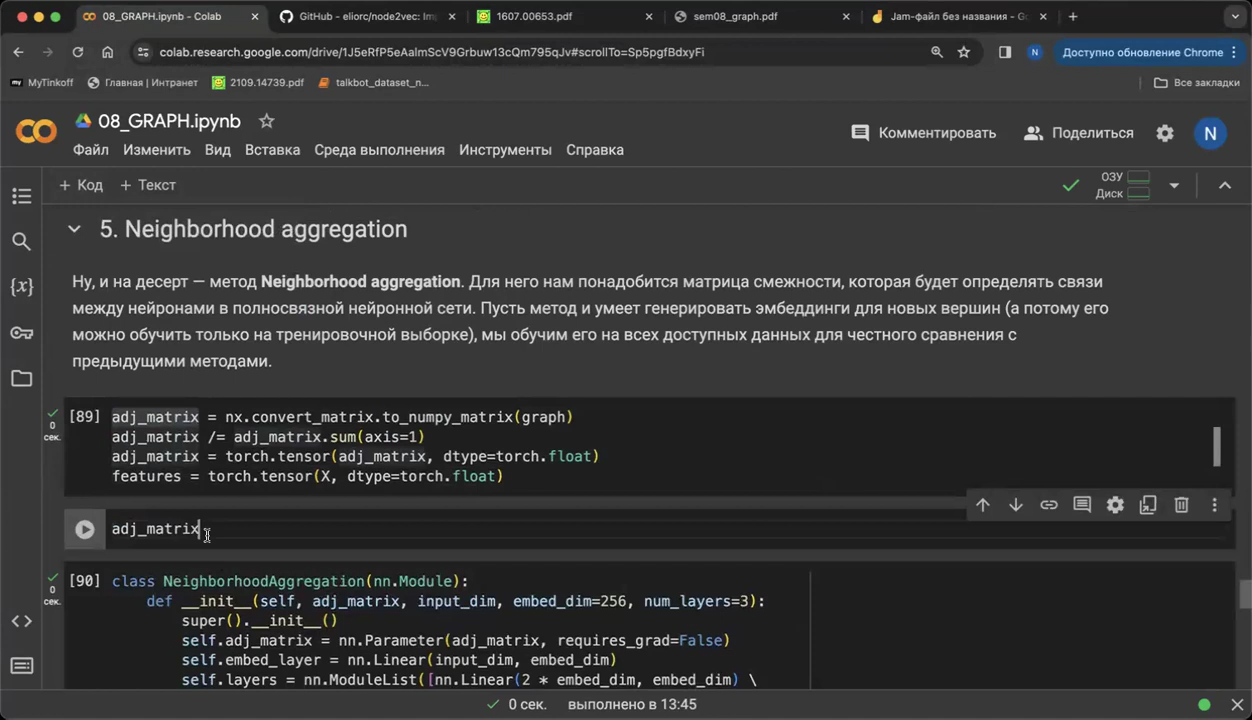 08_GRAPH.ipynb - Colab
GitHub - eliorc/node2vec: Im
1607.00653.pdf
sem08_graph.pdf
Jam-файл без названия - Go
colab.research.google.com/drive/1J5eRfP5eAalmScV9Grbuw13cQm795qJv#scrollTo=Sp5pgfBdxyFi
N
Доступно обновление Chrome
my MyTinkoff
Главная | Интранет
2109.14739.pdf
talkbot_dataset_n...
Все закладки
08_GRAPH.ipynb
Комментировать
Поделиться
N
Файл Изменить Вид Вставка Среда выполнения Инструменты Справка
+ Код + Текст
ОЗУ
Диск
5. Neighborhood aggregation
Ну, и на десерт — метод Neighborhood aggregation. Для него нам понадобится матрица смежности, которая будет определять связи
между нейронами в полносвязной нейронной сети. Пусть метод и умеет генерировать эмбеддинги для новых вершин (а потому его
можно обучить только на тренировочной выборке), мы обучим его на всех доступных данных для честного сравнения с
предыдущими методами.
0
сек.
[89] adj_matrix = nx.convert_matrix.to_numpy_matrix(graph)
adj_matrix /= adj_matrix.sum(axis=1)
adj_matrix = torch.tensor(adj_matrix, dtype=torch.float)
features = torch.tensor(X, dtype=torch.float)
adj_matrix
0
сек.
[90] class NeighborhoodAggregation(nn.Module):
def __init__(self, adj_matrix, input_dim, embed_dim=256, num_layers=3):
super().__init__()
self.adj_matrix = nn.Parameter(adj_matrix, requires_grad=False)
self.embed_layer = nn.Linear(input_dim, embed_dim)
self.layers = nn.ModuleList([nn.Linear(2 * embed_dim, embed_dim) \
0 сек. выполнено в 13:45